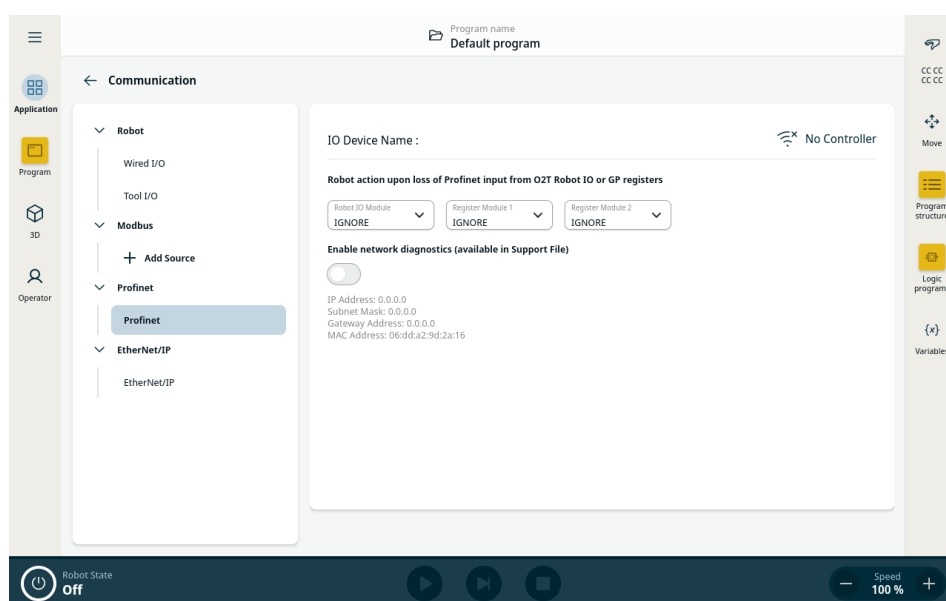 Program name
Default program
Communication
Application
Program
3D
Operator
Robot
Wired I/O
Tool I/O
Modbus
Add Source
Profinet
Profinet
EtherNet/IP
EtherNet/IP
IO Device Name :
No Controller
Robot action upon loss of Profinet input from O2T Robot IO or GP registers
Robot IO Module
IGNORE
Register Module 1
IGNORE
Register Module 2
IGNORE
Enable network diagnostics (available in Support File)
IP Address: 0.0.0.0
Subnet Mask: 0.0.0.0
Gateway Address: 0.0.0.0
MAC Address: 06:dd:a2:9d:2a:16
CC CC
CC CC
Move
Program
structure
Logic
program
{x}
Variables
Robot State
Off
Speed
100 %